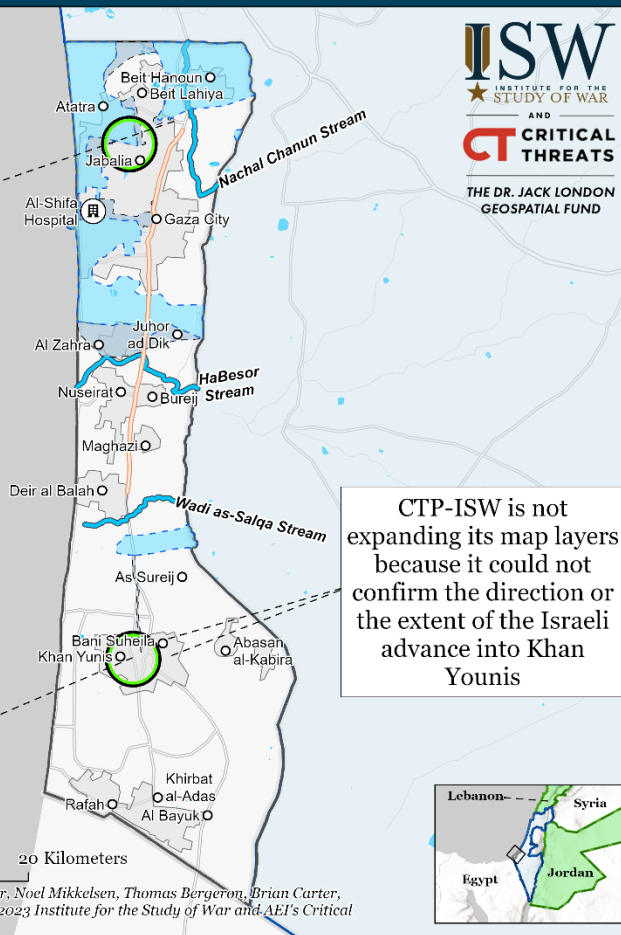 ISW
INSTITUTE FOR THE
STUDY OF WAR
AND
CT CRITICAL
THREATS
THE DR. JACK LONDON
GEOSPATIAL FUND
Beit Hanoun
Beit Lahiya
Atatra
Jabalia
Nachal Chanun Stream
Al-Shifa
Hospital
Gaza City
Juhor
ad Dik
Al Zahra
HaBesor
Stream
Nuseirat
Bureij
Maghazi
Deir al Balah
Wadi as-Salqa Stream
CTP-ISW is not
expanding its map layers
because it could not
confirm the direction or
the extent of the Israeli
advance into Khan
Younis
As Sureij
Bani Suheila
Khan Yunis
Abasan
al-Kabira
Khirbat
al-Adas
Rafah
Al Bayuk
Lebanon
Syria
Jordan
Egypt
20 Kilometers
r, Noel Mikkelsen, Thomas Bergeron, Brian Carter,
2023 Institute for the Study of War and AEI's Critical